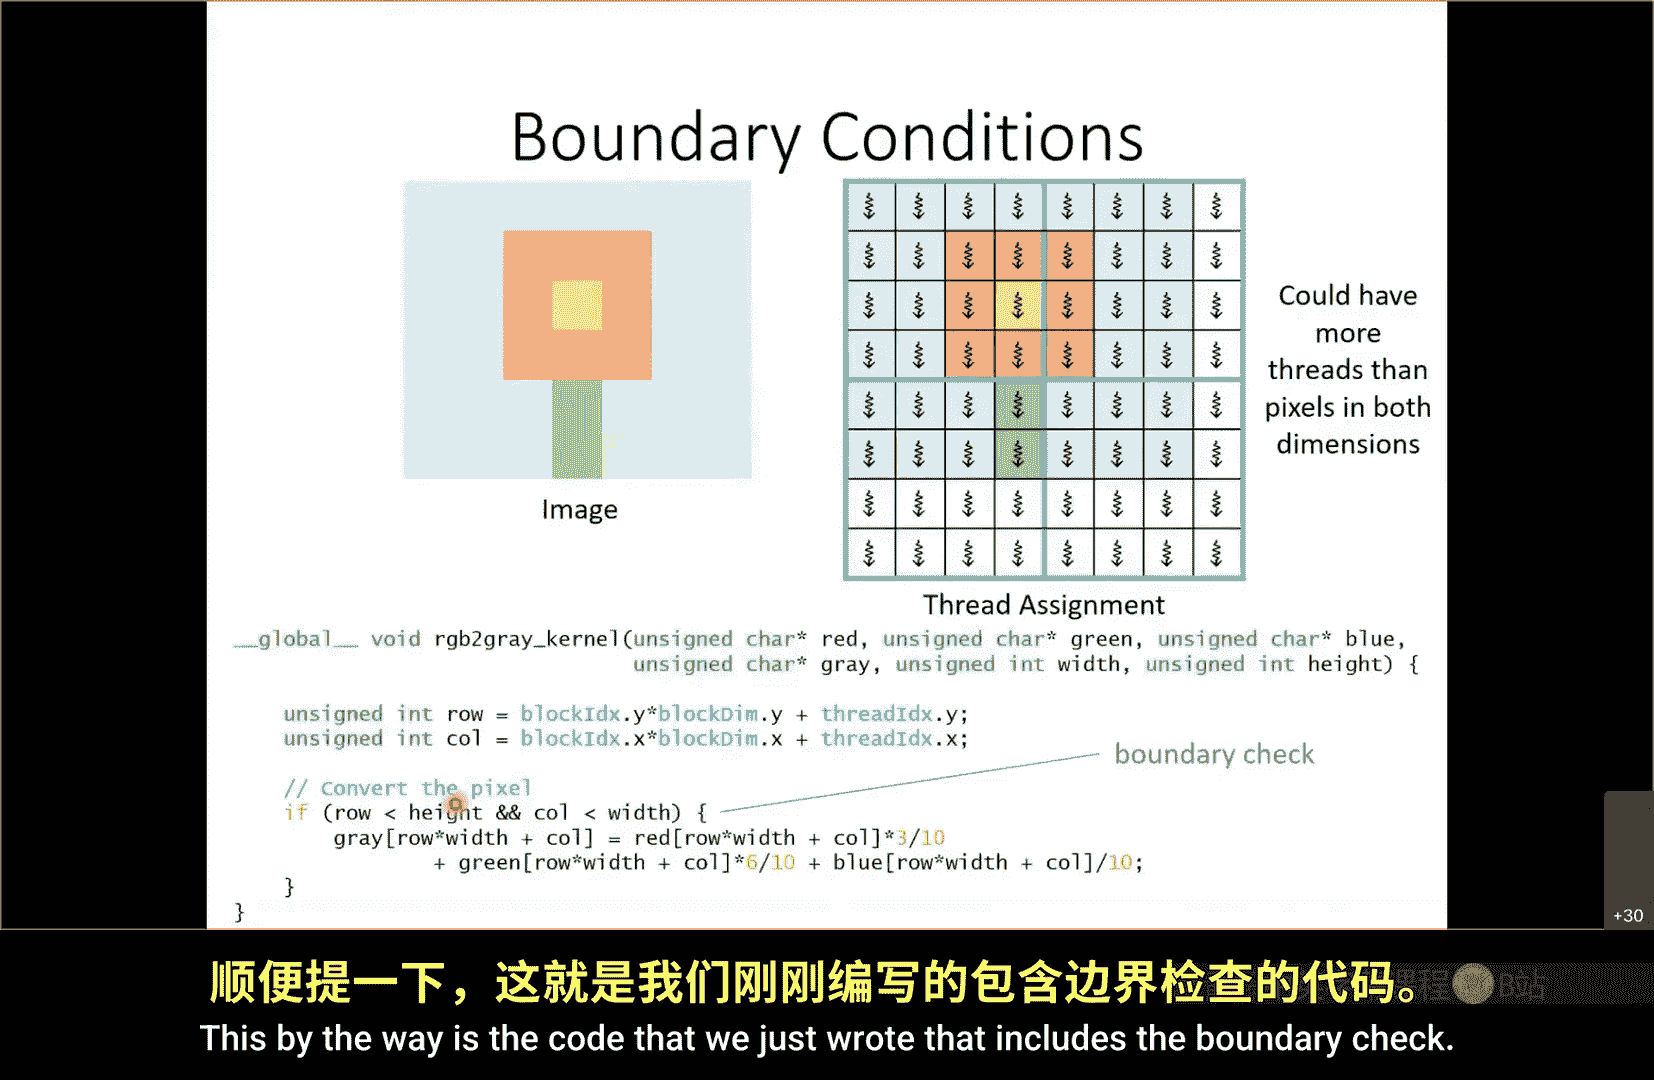 Boundary Conditions
Could have
more
threads than
pixels in both
dimensions
Image
Thread Assignment
__global__ void rgb2gray_kernel(unsigned char* red, unsigned char* green, unsigned char* blue,
unsigned char* gray, unsigned int width, unsigned int height) {
unsigned int row = blockIdx.y*blockDim.y + threadIdx.y;
unsigned int col = blockIdx.x*blockDim.x + threadIdx.x;
boundary check
// Convert the pixel
if (row < height && col < width) {
gray[row*width + col] = red[row*width + col]*3/10
+ green[row*width + col]*6/10 + blue[row*width + col]/10;
}
}
+30
顺便提一下，这就是我们刚刚编写的包含边界检查的代码。
程
B站
This by the way is the code that we just wrote that includes the boundary check.